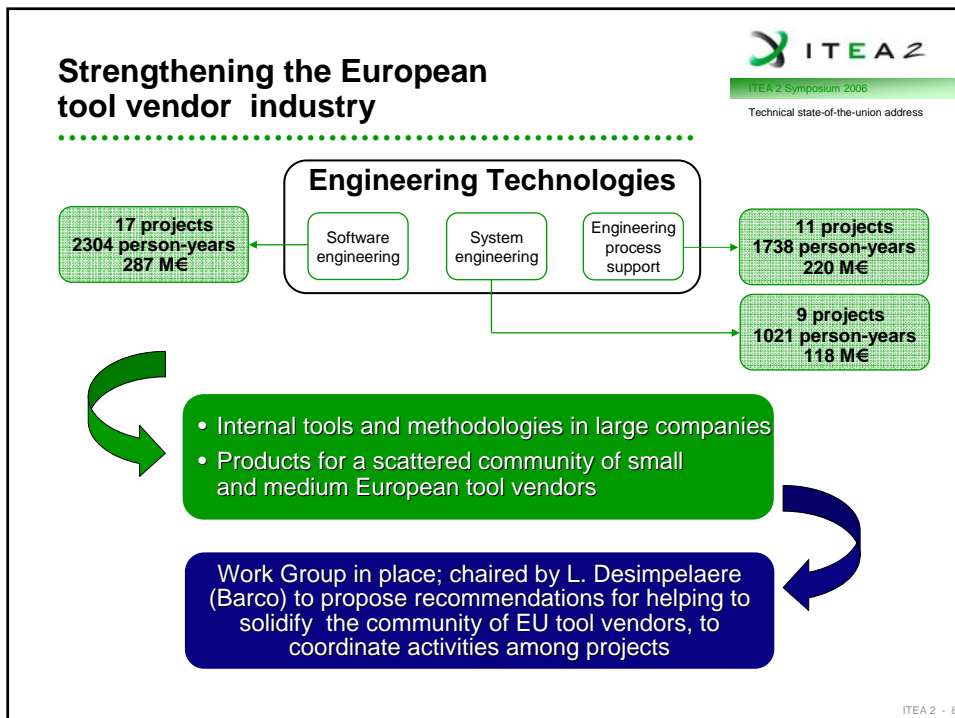 Strengthening the European
tool vendor industry
ITEA2
ITEA 2 Symposium 2006
Technical state-of-the-union address
Engineering Technologies
17 projects
2304 person-years
287 M€
Software
engineering
System
engineering
Engineering
process
support
11 projects
1738 person-years
220 M€
9 projects
1021 person-years
118 M€
• Internal tools and methodologies in large companies
• Products for a scattered community of small
and medium European tool vendors
Work Group in place; chaired by L. Desimpelaere
(Barco) to propose recommendations for helping to
solidify the community of EU tool vendors, to
coordinate activities among projects
ITEA 2 - 8